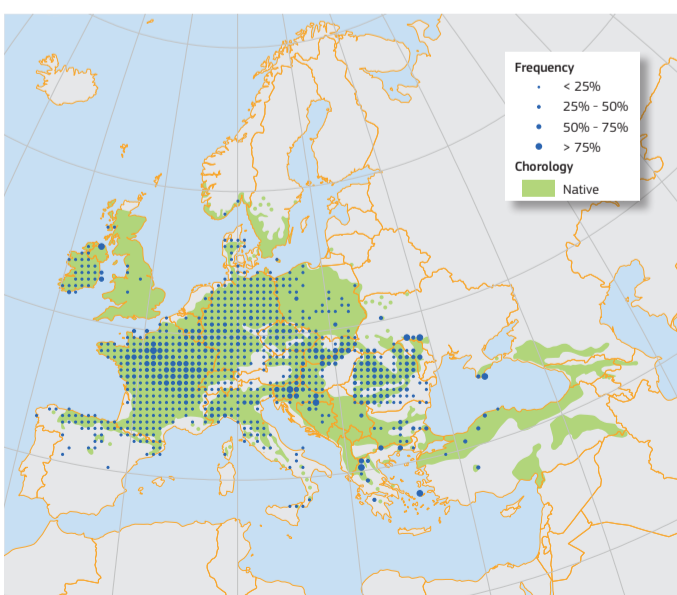 Frequency
< 25%
25% - 50%
50% - 75%
> 75%
Chorology
Native